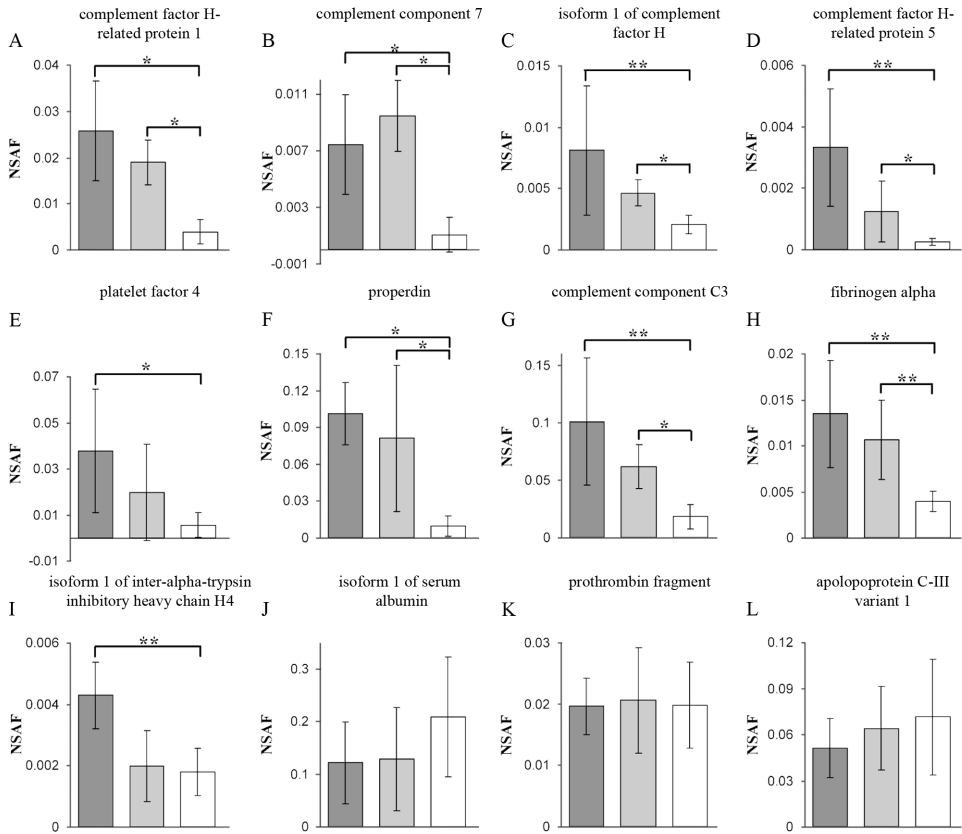 complement factor H-
related protein 1
complement component 7
isoform 1 of complement
factor H
complement factor H-
related protein 5
A
B
C
D
0.04
0.03
0.02
0.01
0
NSAF
*
*
0.011
0.007
0.003
-0.001
NSAF
*
*
0.015
0.01
0.005
0
NSAF
**
*
0.006
0.004
0.002
0
NSAF
**
*
platelet factor 4
properdin
complement component C3
fibrinogen alpha
E
F
G
H
0.07
0.05
0.03
0.01
-0.01
NSAF
*
0.15
0.12
0.09
0.06
0.03
0
NSAF
*
*
0.15
0.1
0.05
0
NSAF
**
*
0.02
0.015
0.01
0.005
0
NSAF
**
**
isoform 1 of inter-alpha-trypsin
inhibitory heavy chain H4
isoform 1 of serum
albumin
prothrombin fragment
apolopoprotein C-III
variant 1
I
J
K
L
0.006
0.004
0.002
0
NSAF
**
0.3
0.2
0.1
0
NSAF
0.03
0.02
0.01
0
NSAF
0.12
0.09
0.06
0.03
0
NSAF